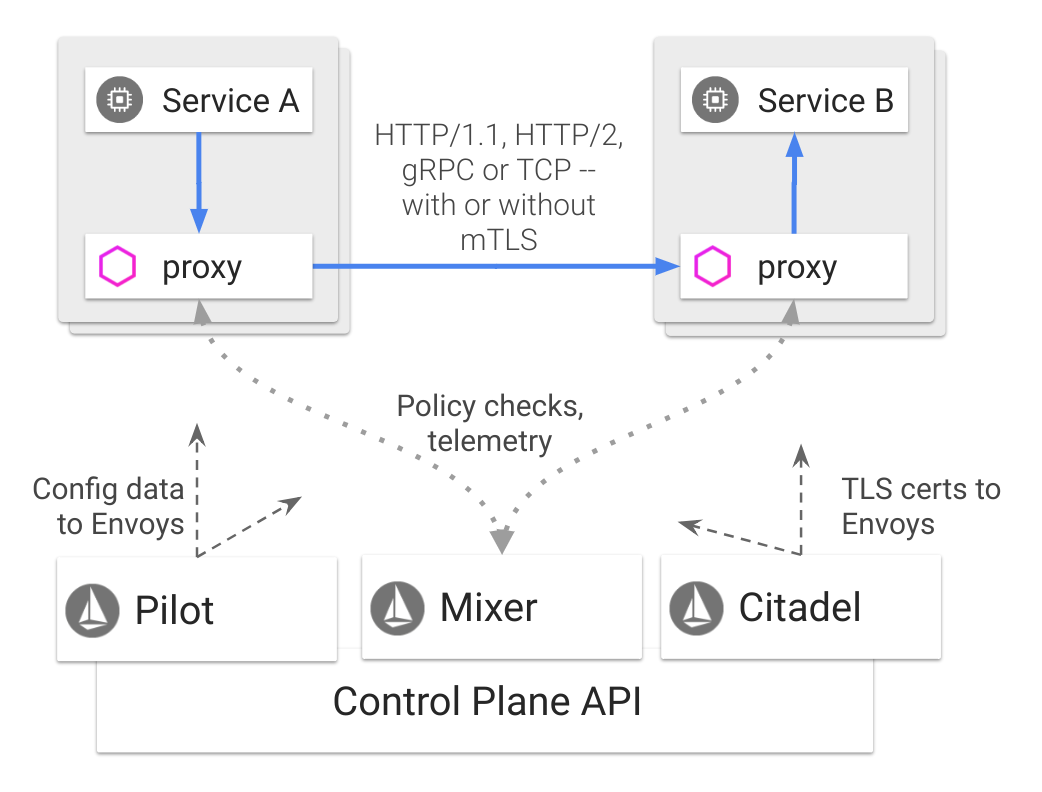 Service A
Service B
HTTP/1.1, HTTP/2,
gRPC or TCP --
with or without
mTLS
proxy
proxy
Policy checks,
telemetry
Config data
to Envoys
TLS certs to
Envoys
Pilot
Mixer
Citadel
Control Plane API